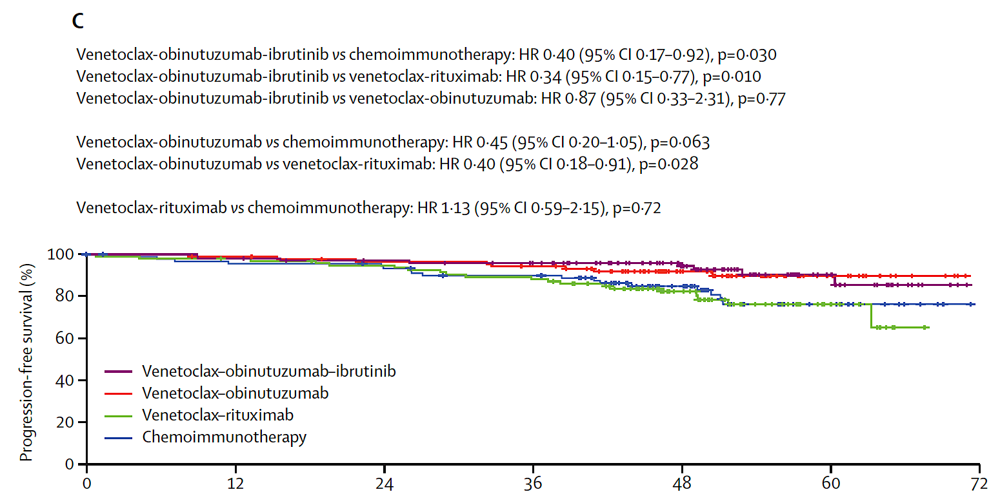 C
Venetoclax-obinutuzumab-ibrutinib vs chemoimmunotherapy: HR 0·40 (95% CI 0·17–0·92), p=0·030
Venetoclax-obinutuzumab-ibrutinib vs venetoclax-rituximab: HR 0·34 (95% CI 0·15–0·77), p=0·010
Venetoclax-obinutuzumab-ibrutinib vs venetoclax-obinutuzumab: HR 0·87 (95% CI 0·33–2·31), p=0·77
Venetoclax-obinutuzumab vs chemoimmunotherapy: HR 0·45 (95% CI 0·20–1·05), p=0·063
Venetoclax-obinutuzumab vs venetoclax-rituximab: HR 0·40 (95% CI 0·18–0·91), p=0·028
Venetoclax-rituximab vs chemoimmunotherapy: HR 1·13 (95% CI 0·59–2·15), p=0·72
Progression-free survival (%)
100
80
60
40
20
0
Venetoclax–obinutuzumab–ibrutinib
Venetoclax–obinutuzumab
Venetoclax–rituximab
Chemoimmunotherapy
0 12 24 36 48 60 72